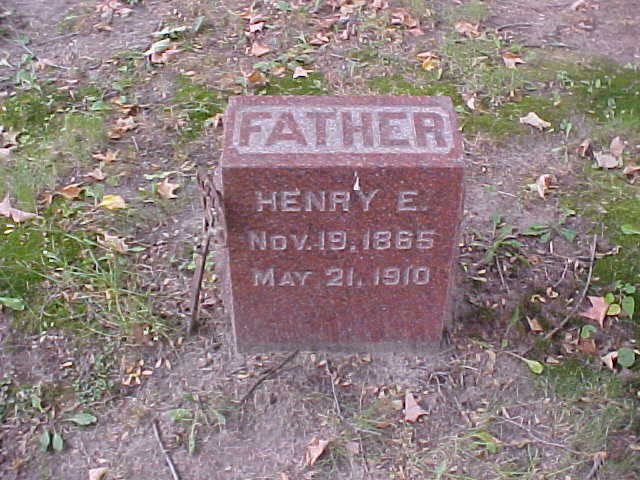 FATHER
HENRY E.
NOV. 19, 1865
MAY 21, 1910